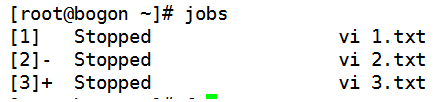 [root@bogon ~]# jobs
[1]   Stopped                 vi 1.txt
[2]-  Stopped                 vi 2.txt
[3]+  Stopped                 vi 3.txt